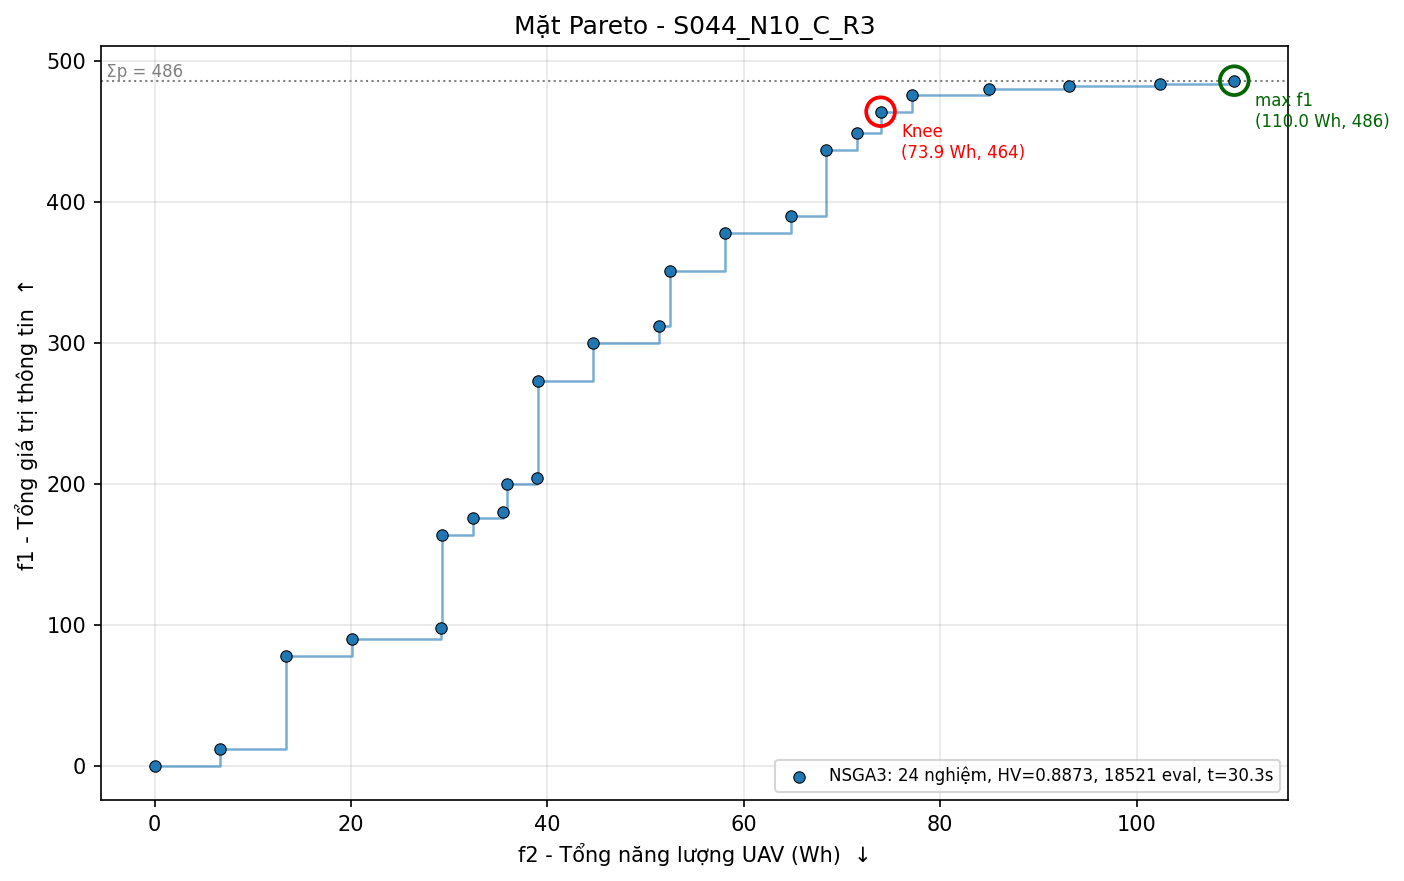 Mặt Pareto - S044_N10_C_R3
500
Σp = 486
max f1
(110.0 Wh, 486)
Knee
(73.9 Wh, 464)
400
300
200
100
0
f1 - Tổng giá trị thông tin ↑
NSGA3: 24 nghiệm, HV=0.8873, 18521 eval, t=30.3s
0 20 40 60 80 100
f2 - Tổng năng lượng UAV (Wh) ↓